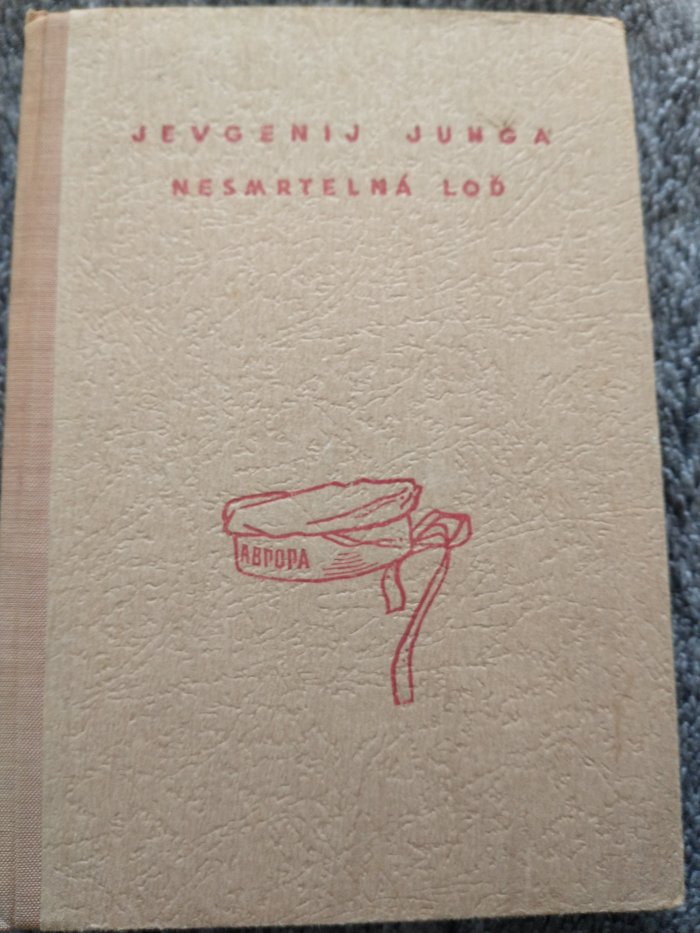 JEVGENIJ JUNGA
NESMRTELNÁ LOĎ
АВРОРА